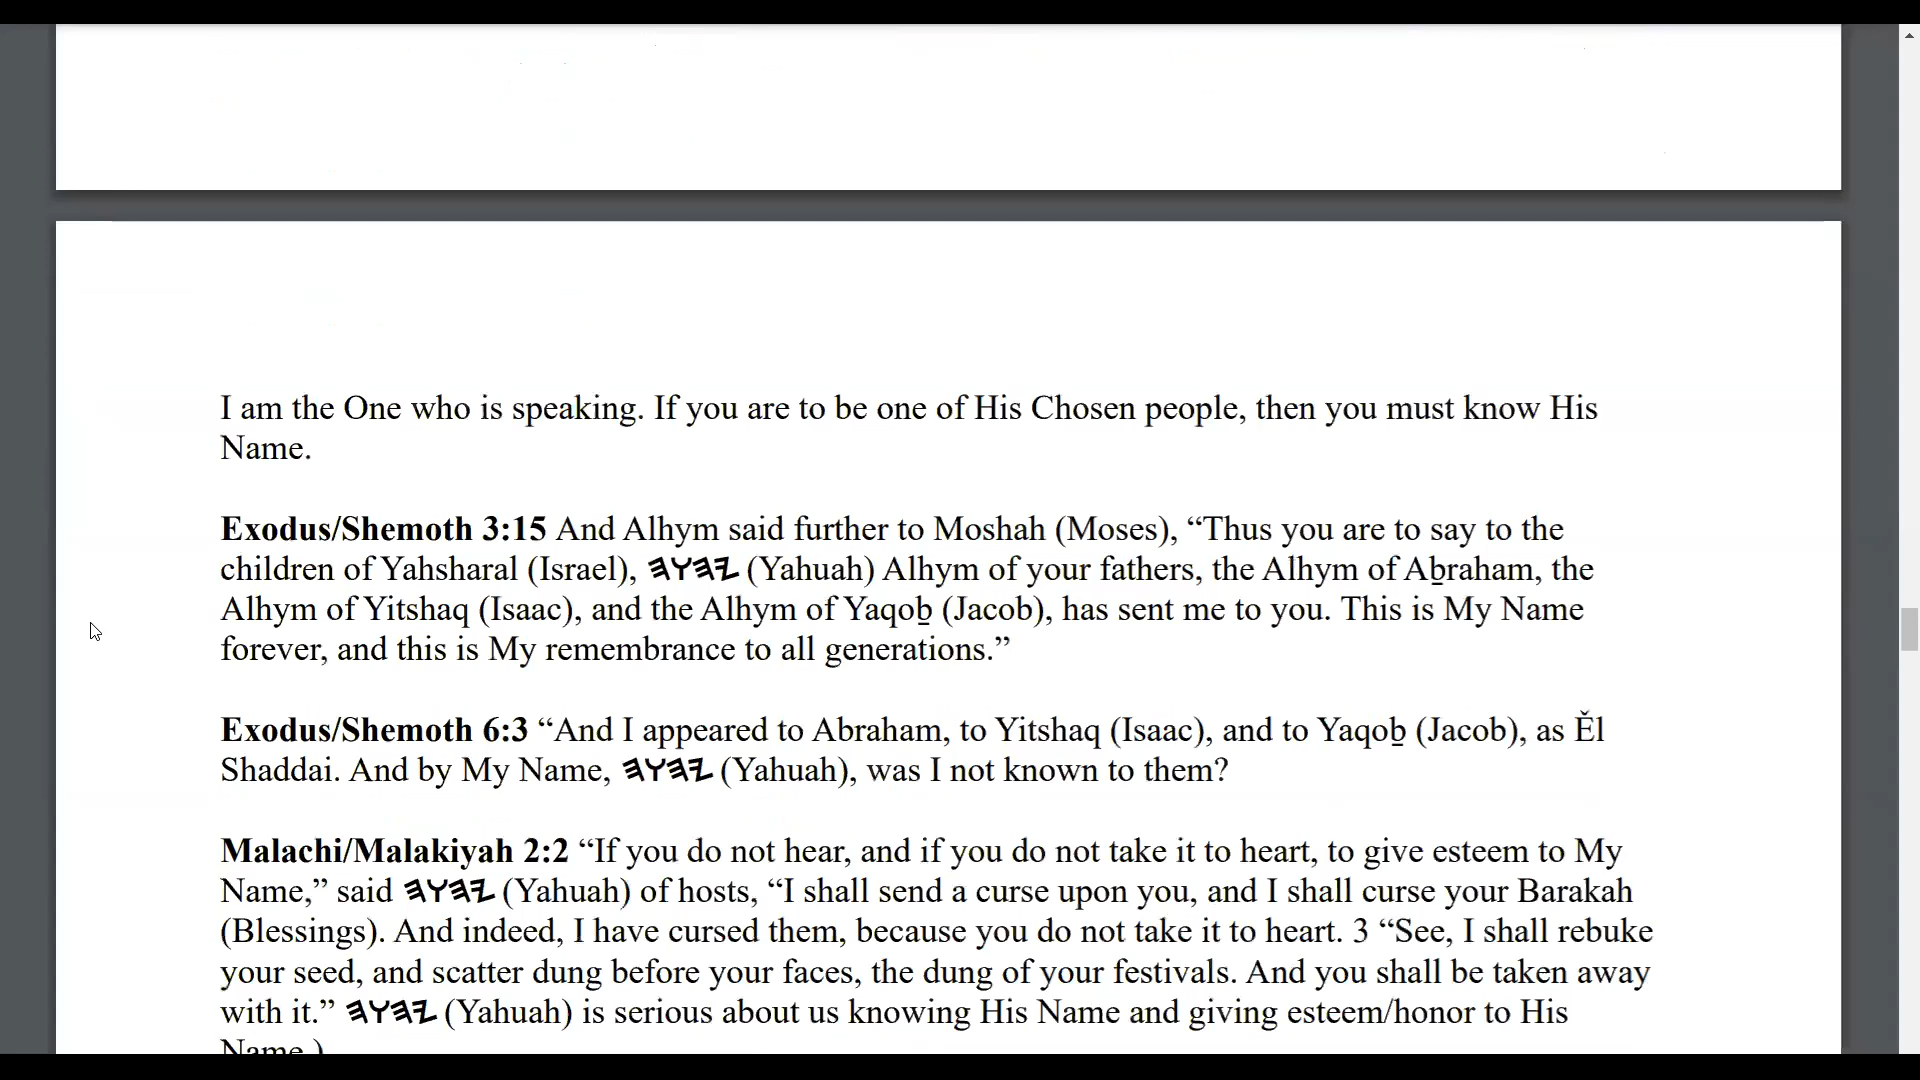 I am the One who is speaking. If you are to be one of His Chosen people, then you must know His
Name.
Exodus/Shemoth 3:15 And Alhym said further to Moshah (Moses), “Thus you are to say to the
children of Yahsharal (Israel), 𐤉𐤄𐤅𐤄 (Yahuah) Alhym of your fathers, the Alhym of Aḇraham, the
Alhym of Yitshaq (Isaac), and the Alhym of Yaqoḇ (Jacob), has sent me to you. This is My Name
forever, and this is My remembrance to all generations.”
Exodus/Shemoth 6:3 “And I appeared to Abraham, to Yitshaq (Isaac), and to Yaqoḇ (Jacob), as Ěl
Shaddai. And by My Name, 𐤉𐤄𐤅𐤄 (Yahuah), was I not known to them?
Malachi/Malakiyah 2:2 “If you do not hear, and if you do not take it to heart, to give esteem to My
Name,” said 𐤉𐤄𐤅𐤄 (Yahuah) of hosts, “I shall send a curse upon you, and I shall curse your Barakah
(Blessings). And indeed, I have cursed them, because you do not take it to heart. 3 “See, I shall rebuke
your seed, and scatter dung before your faces, the dung of your festivals. And you shall be taken away
with it.” 𐤉𐤄𐤅𐤄 (Yahuah) is serious about us knowing His Name and giving esteem/honor to His
Name.)